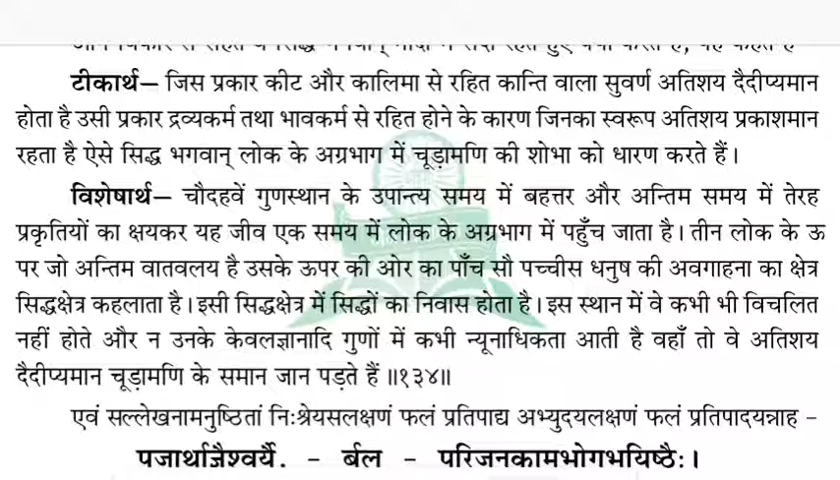 टीकार्थ— जिस प्रकार कीट और कालिमा से रहित कान्ति वाला सुवर्ण अतिशय दैदीप्यमान
होता है उसी प्रकार द्रव्यकर्म तथा भावकर्म से रहित होने के कारण जिनका स्वरूप अतिशय प्रकाशमान
रहता है ऐसे सिद्ध भगवान् लोक के अग्रभाग में चूड़ामणि की शोभा को धारण करते हैं।
विशेषार्थ— चौदहवें गुणस्थान के उपान्त्य समय में बहत्तर और अन्तिम समय में तेरह
प्रकृतियों का क्षयकर यह जीव एक समय में लोक के अग्रभाग में पहुँच जाता है। तीन लोक के ऊ
पर जो अन्तिम वातवलय है उसके ऊपर की ओर का पाँच सौ पच्चीस धनुष की अवगाहना का क्षेत्र
सिद्धक्षेत्र कहलाता है। इसी सिद्धक्षेत्र में सिद्धों का निवास होता है। इस स्थान में वे कभी भी विचलित
नहीं होते और न उनके केवलज्ञानादि गुणों में कभी न्यूनाधिकता आती है वहाँ तो वे अतिशय
दैदीप्यमान चूड़ामणि के समान जान पड़ते हैं ॥१३४॥
एवं सल्लेखनामनुष्ठितां निःश्रेयसलक्षणं फलं प्रतिपाद्य अभ्युदयलक्षणं फलं प्रतिपादयन्नाह –
– र्बल – परिजनकामभोगभयिष्ठैः।